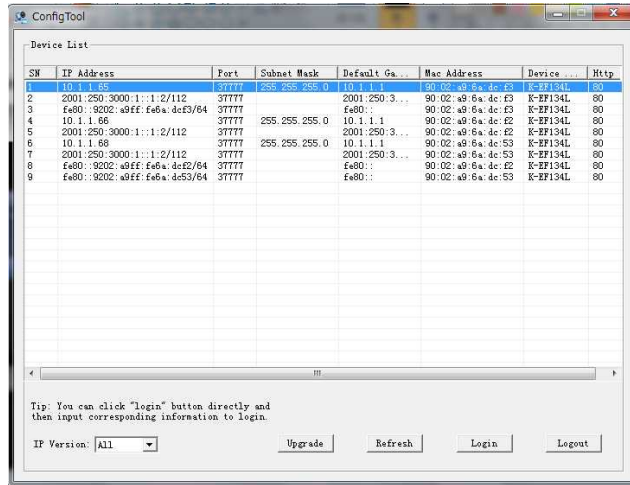 ConfigTool
Device List
SN IP Address Port Subnet Mask Default Ga... Mac Address Device ... Http
1 10.1.1.65 37777 255.255.255.0 10.1.1.1 90:02:a9:6a:dc:f3 K-EF134L 80
2 2001:250:3000:1::1:2/112 37777 2001:250:3... 90:02:a9:6a:dc:f3 K-EF134L 80
3 fe80::9202:a9ff:fe6a:dcf3/64 37777 fe80:: 90:02:a9:6a:dc:f3 K-EF134L 80
4 10.1.1.66 37777 255.255.255.0 10.1.1.1 90:02:a9:6a:dc:f2 K-EF134L 80
5 2001:250:3000:1::1:2/112 37777 2001:250:3... 90:02:a9:6a:dc:f2 K-EF134L 80
6 10.1.1.68 37777 255.255.255.0 10.1.1.1 90:02:a9:6a:dc:53 K-EF134L 80
7 2001:250:3000:1::1:2/112 37777 2001:250:3... 90:02:a9:6a:dc:53 K-EF134L 80
8 fe80::9202:a9ff:fe6a:dcf2/64 37777 fe80:: 90:02:a9:6a:dc:f2 K-EF134L 80
9 fe80::9202:a9ff:fe6a:dc53/64 37777 fe80:: 90:02:a9:6a:dc:53 K-EF134L 80
Tip: You can click "login" button directly and
then input corresponding information to login.
IP Version: All Upgrade Refresh Login Logout